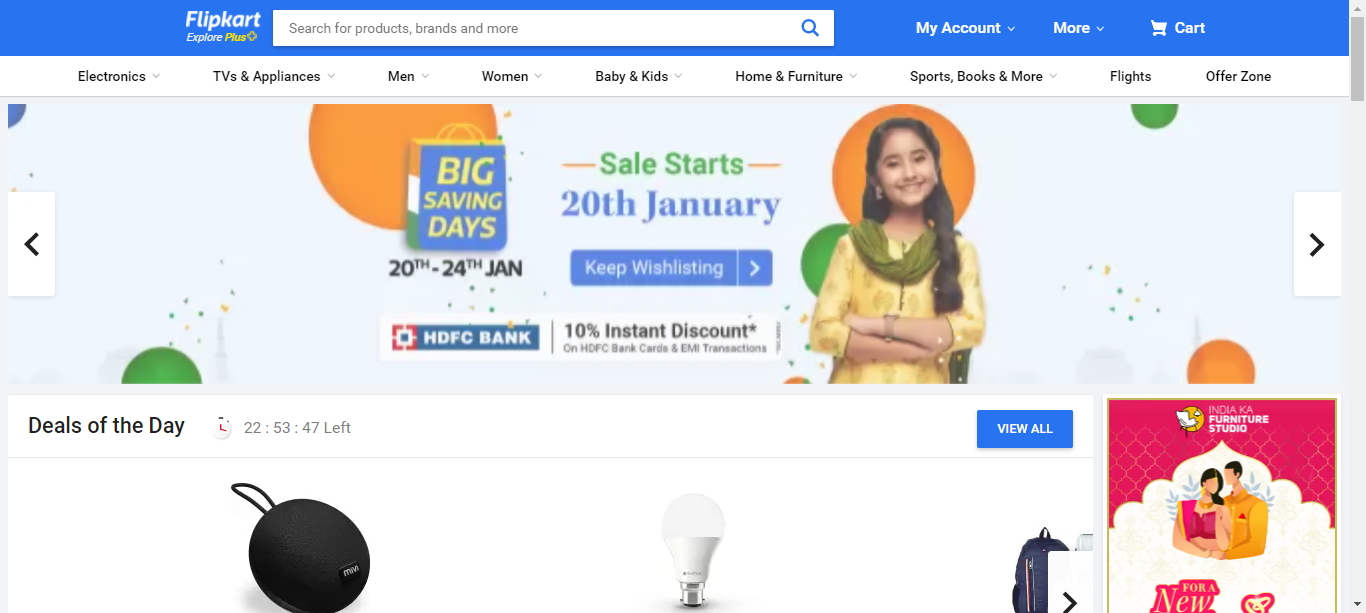 Flipkart
Explore Plus
Search for products, brands and more
My Account
More
Cart
Electronics
TVs & Appliances
Men
Women
Baby & Kids
Home & Furniture
Sports, Books & More
Flights
Offer Zone
BIG
SAVING
DAYS
20TH - 24TH JAN
Sale Starts
20th January
Keep Wishlisting
HDFC BANK
10% Instant Discount*
On HDFC Bank Cards & EMI Transactions
Deals of the Day
22 : 53 : 47 Left
VIEW ALL
mivi
INDIA KA
FURNITURE
STUDIO
FOR A
New